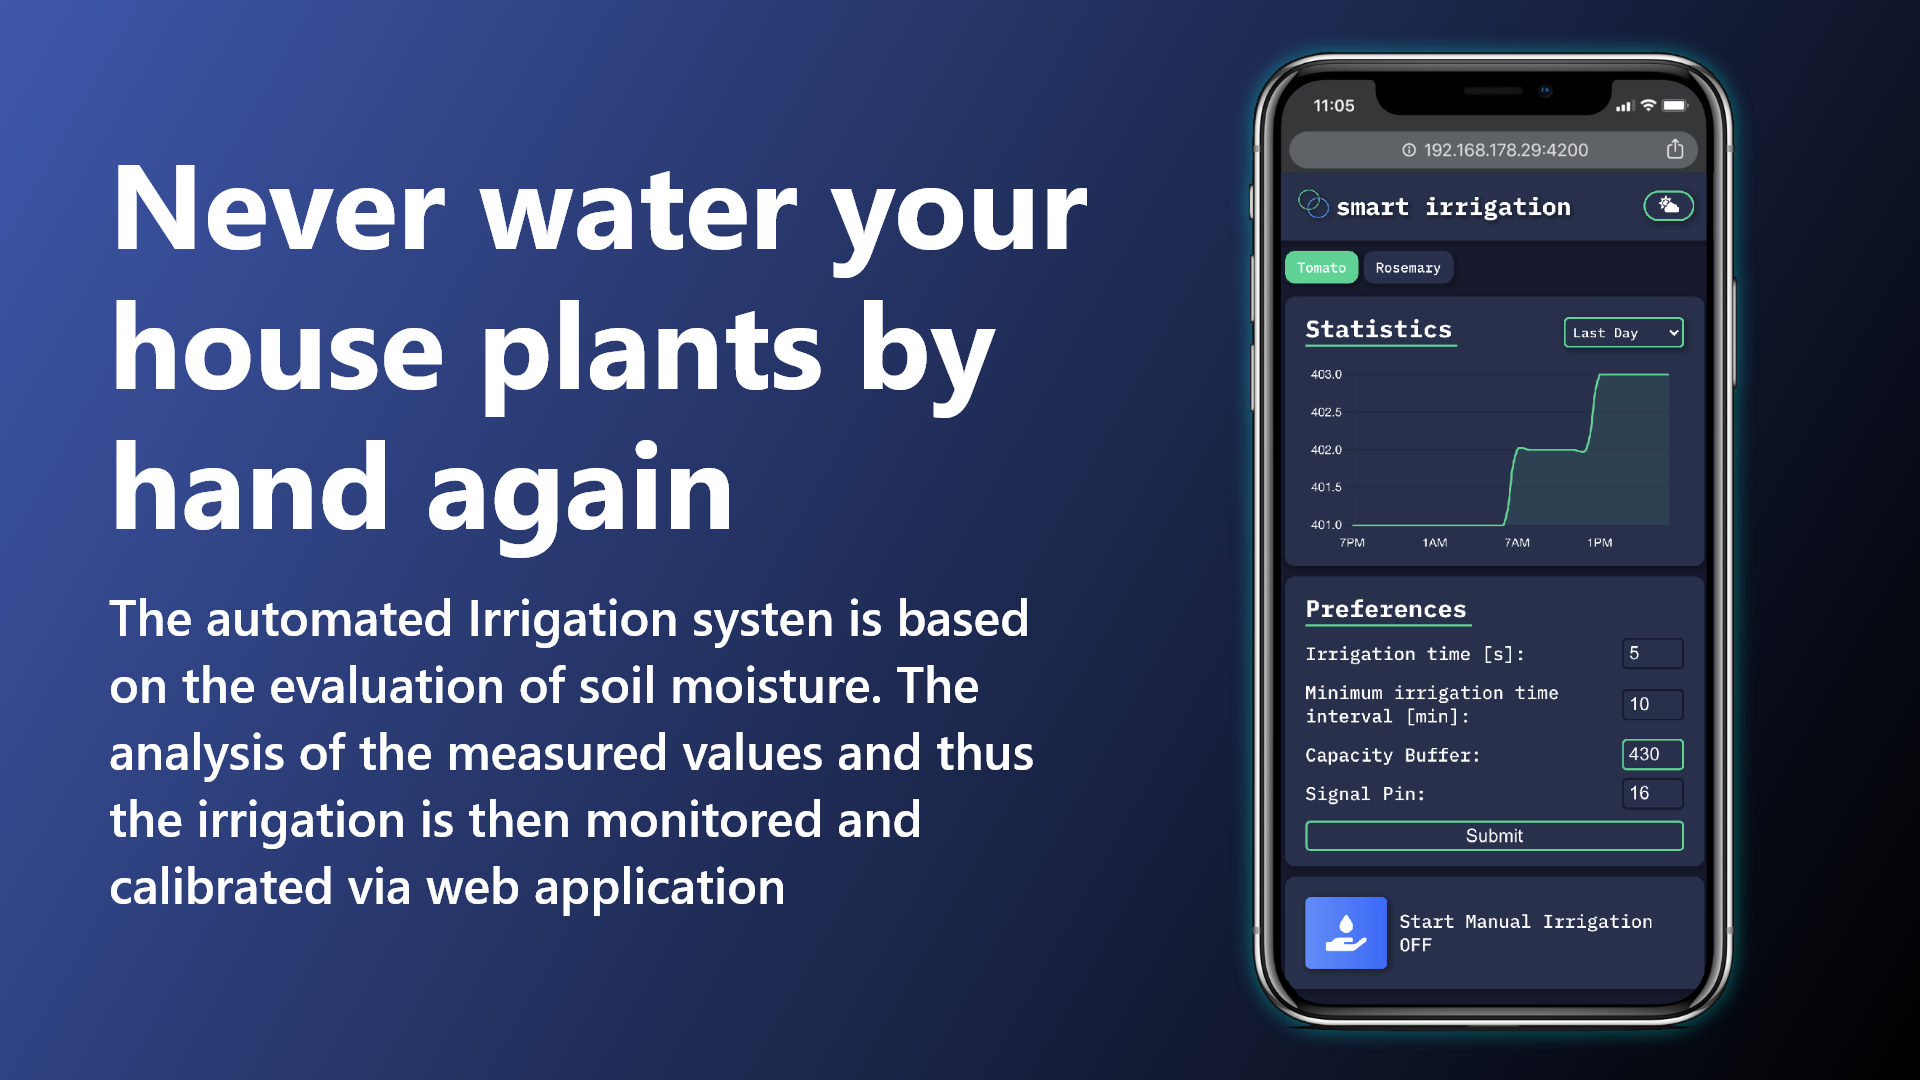 Never water your
house plants by
hand again
The automated Irrigation systen is based
on the evaluation of soil moisture. The
analysis of the measured values and thus
the irrigation is then monitored and
calibrated via web application
11:05
192.168.178.29:4200
smart irrigation
Tomato Rosemary
Statistics Last Day
403.0
402.5
402.0
401.5
401.0
7PM 1AM 7AM 1PM
Preferences
Irrigation time [s]: 5
Minimum irrigation time
interval [min]: 10
Capacity Buffer: 430
Signal Pin: 16
Submit
Start Manual Irrigation
OFF